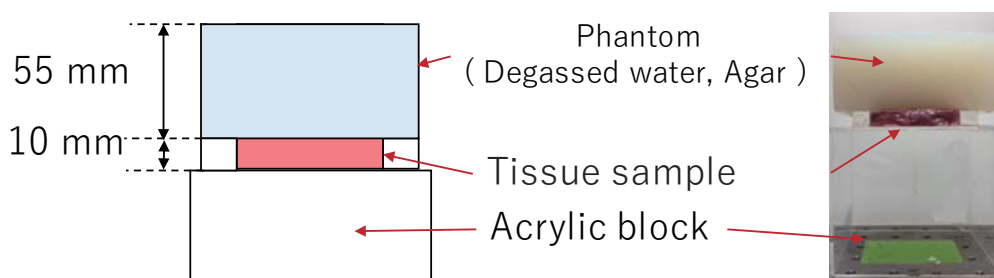 55 mm
10 mm
Phantom
( Degassed water, Agar )
Tissue sample
Acrylic block